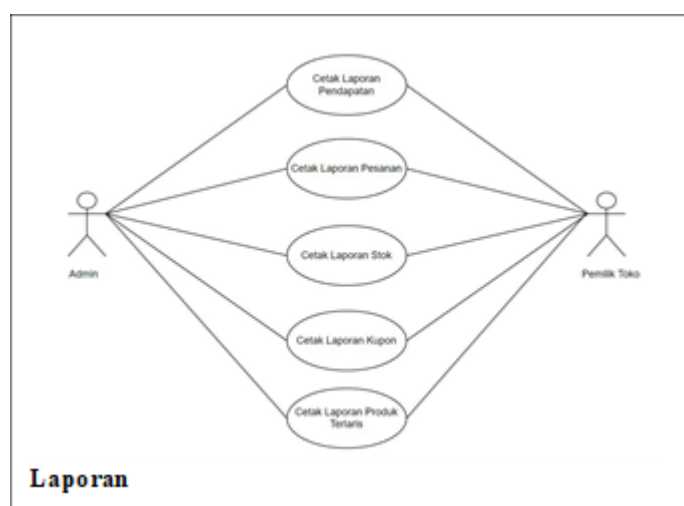 Cetak Laporan
Pendapatan
Cetak Laporan Pesanan
Cetak Laporan Stok
Admin
Pemilik Toko
Cetak Laporan Kupon
Cetak Laporan Produk
Terlaris
Laporan